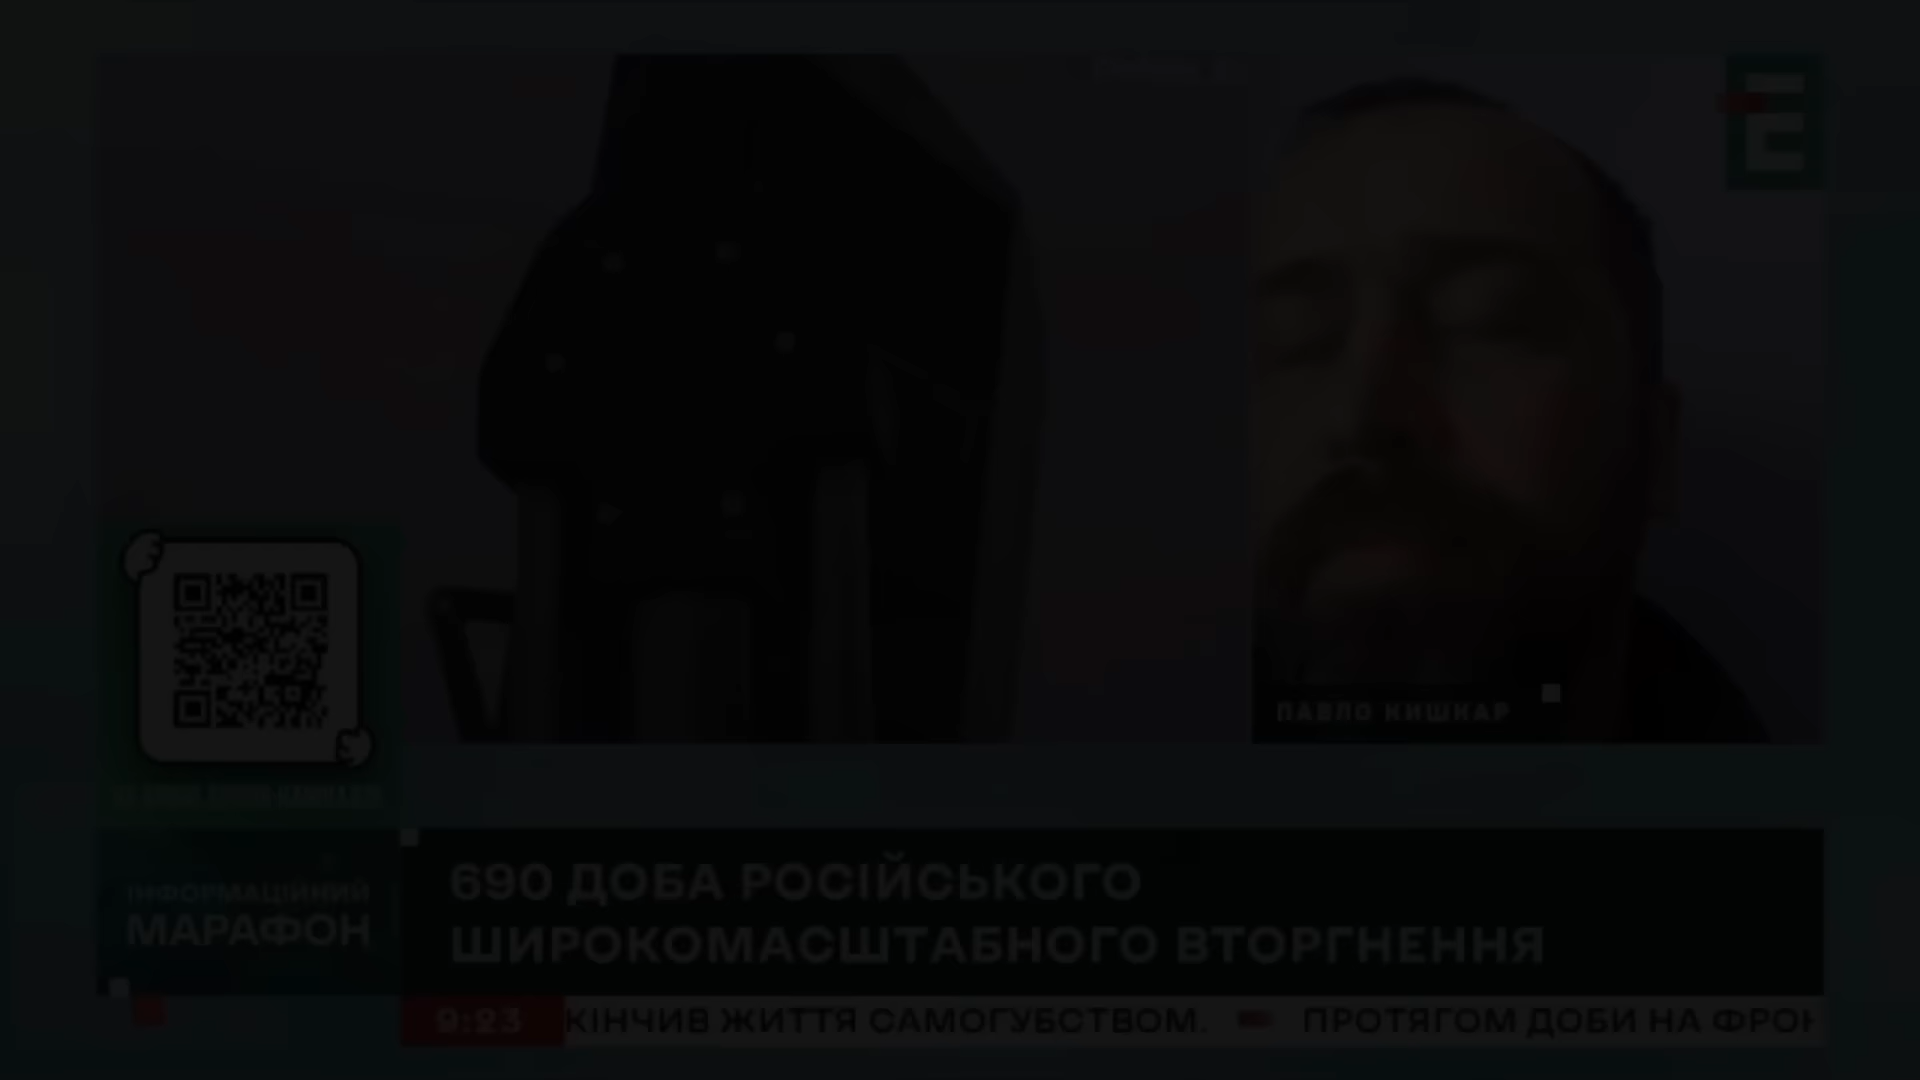 ПАВЛО КИШКАР
ІНФОРМАЦІЙНИЙ
МАРАФОН
690 ДОБА РОСІЙСЬКОГО
ШИРОКОМАСШТАБНОГО ВТОРГНЕННЯ
9:23
КІНЧИВ ЖИТТЯ САМОГУБСТВОМ. ПРОТЯГОМ ДОБИ НА